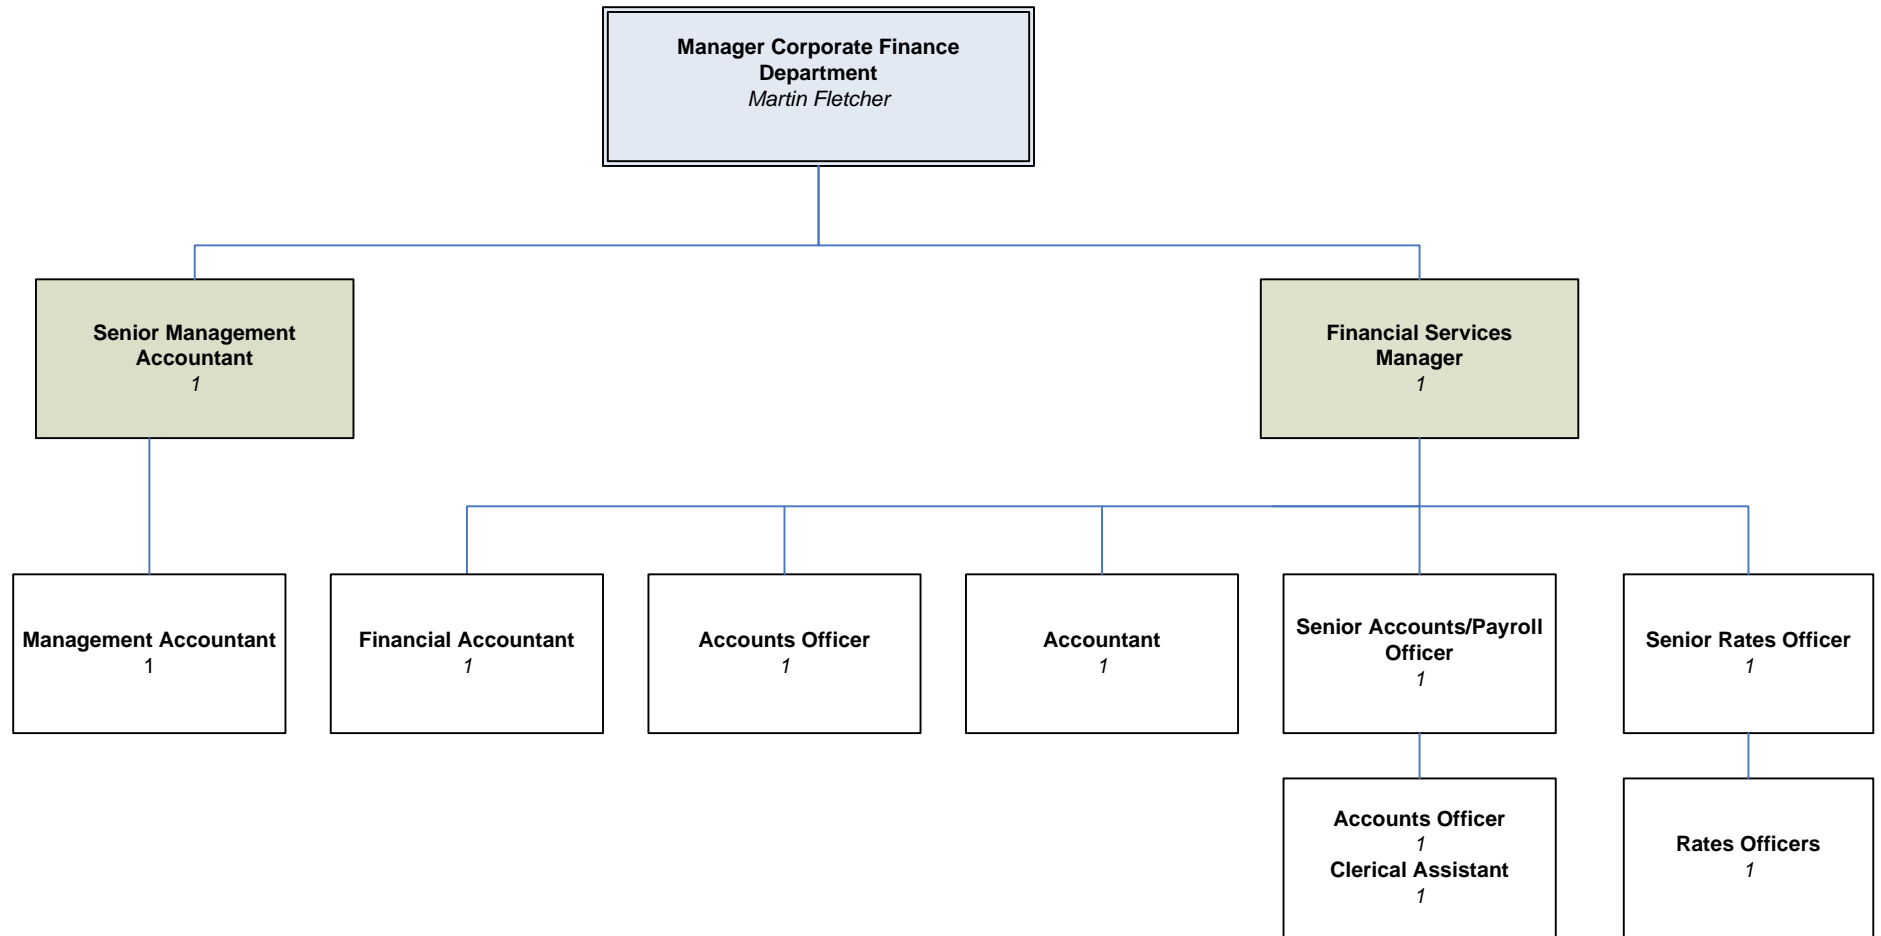 Manager Corporate Finance
Department
Martin Fletcher
Senior Management
Accountant
1
Financial Services
Manager
1
Management Accountant
1
Financial Accountant
1
Accounts Officer
1
Accountant
1
Senior Accounts/Payroll
Officer
1
Senior Rates Officer
1
Accounts Officer
1
Clerical Assistant
1
Rates Officers
1